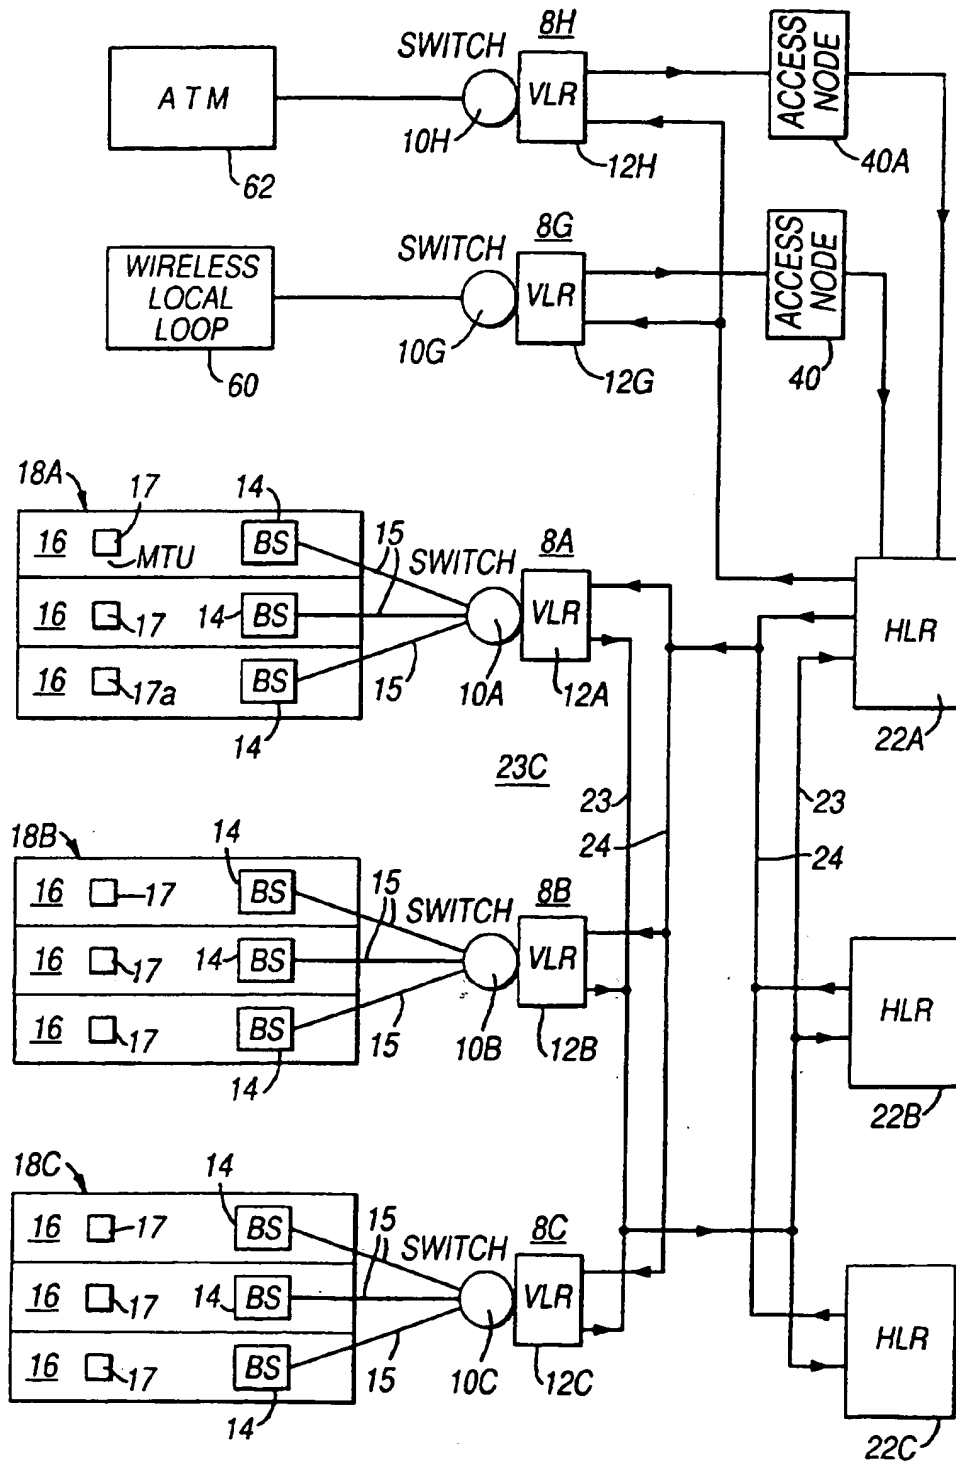 8H
SWITCH
ATM
VLR
ACCESS
NODE
10H
12H
40A
62
8G
SWITCH
WIRELESS
LOCAL
LOOP
VLR
ACCESS
NODE
10G
12G
40
60
18A
17
14
16
MTU
BS
15
SWITCH
8A
16
17
14
BS
VLR
HLR
16
17a
BS
15
10A
12A
14
22A
23C
23
23
24
24
18B
14
16
17
BS
15
SWITCH
8B
16
17
14
BS
VLR
HLR
16
17
BS
15
10B
12B
14
22B
18C
14
16
17
BS
15
SWITCH
8C
16
17
14
BS
VLR
HLR
16
17
BS
15
10C
12C
14
22C